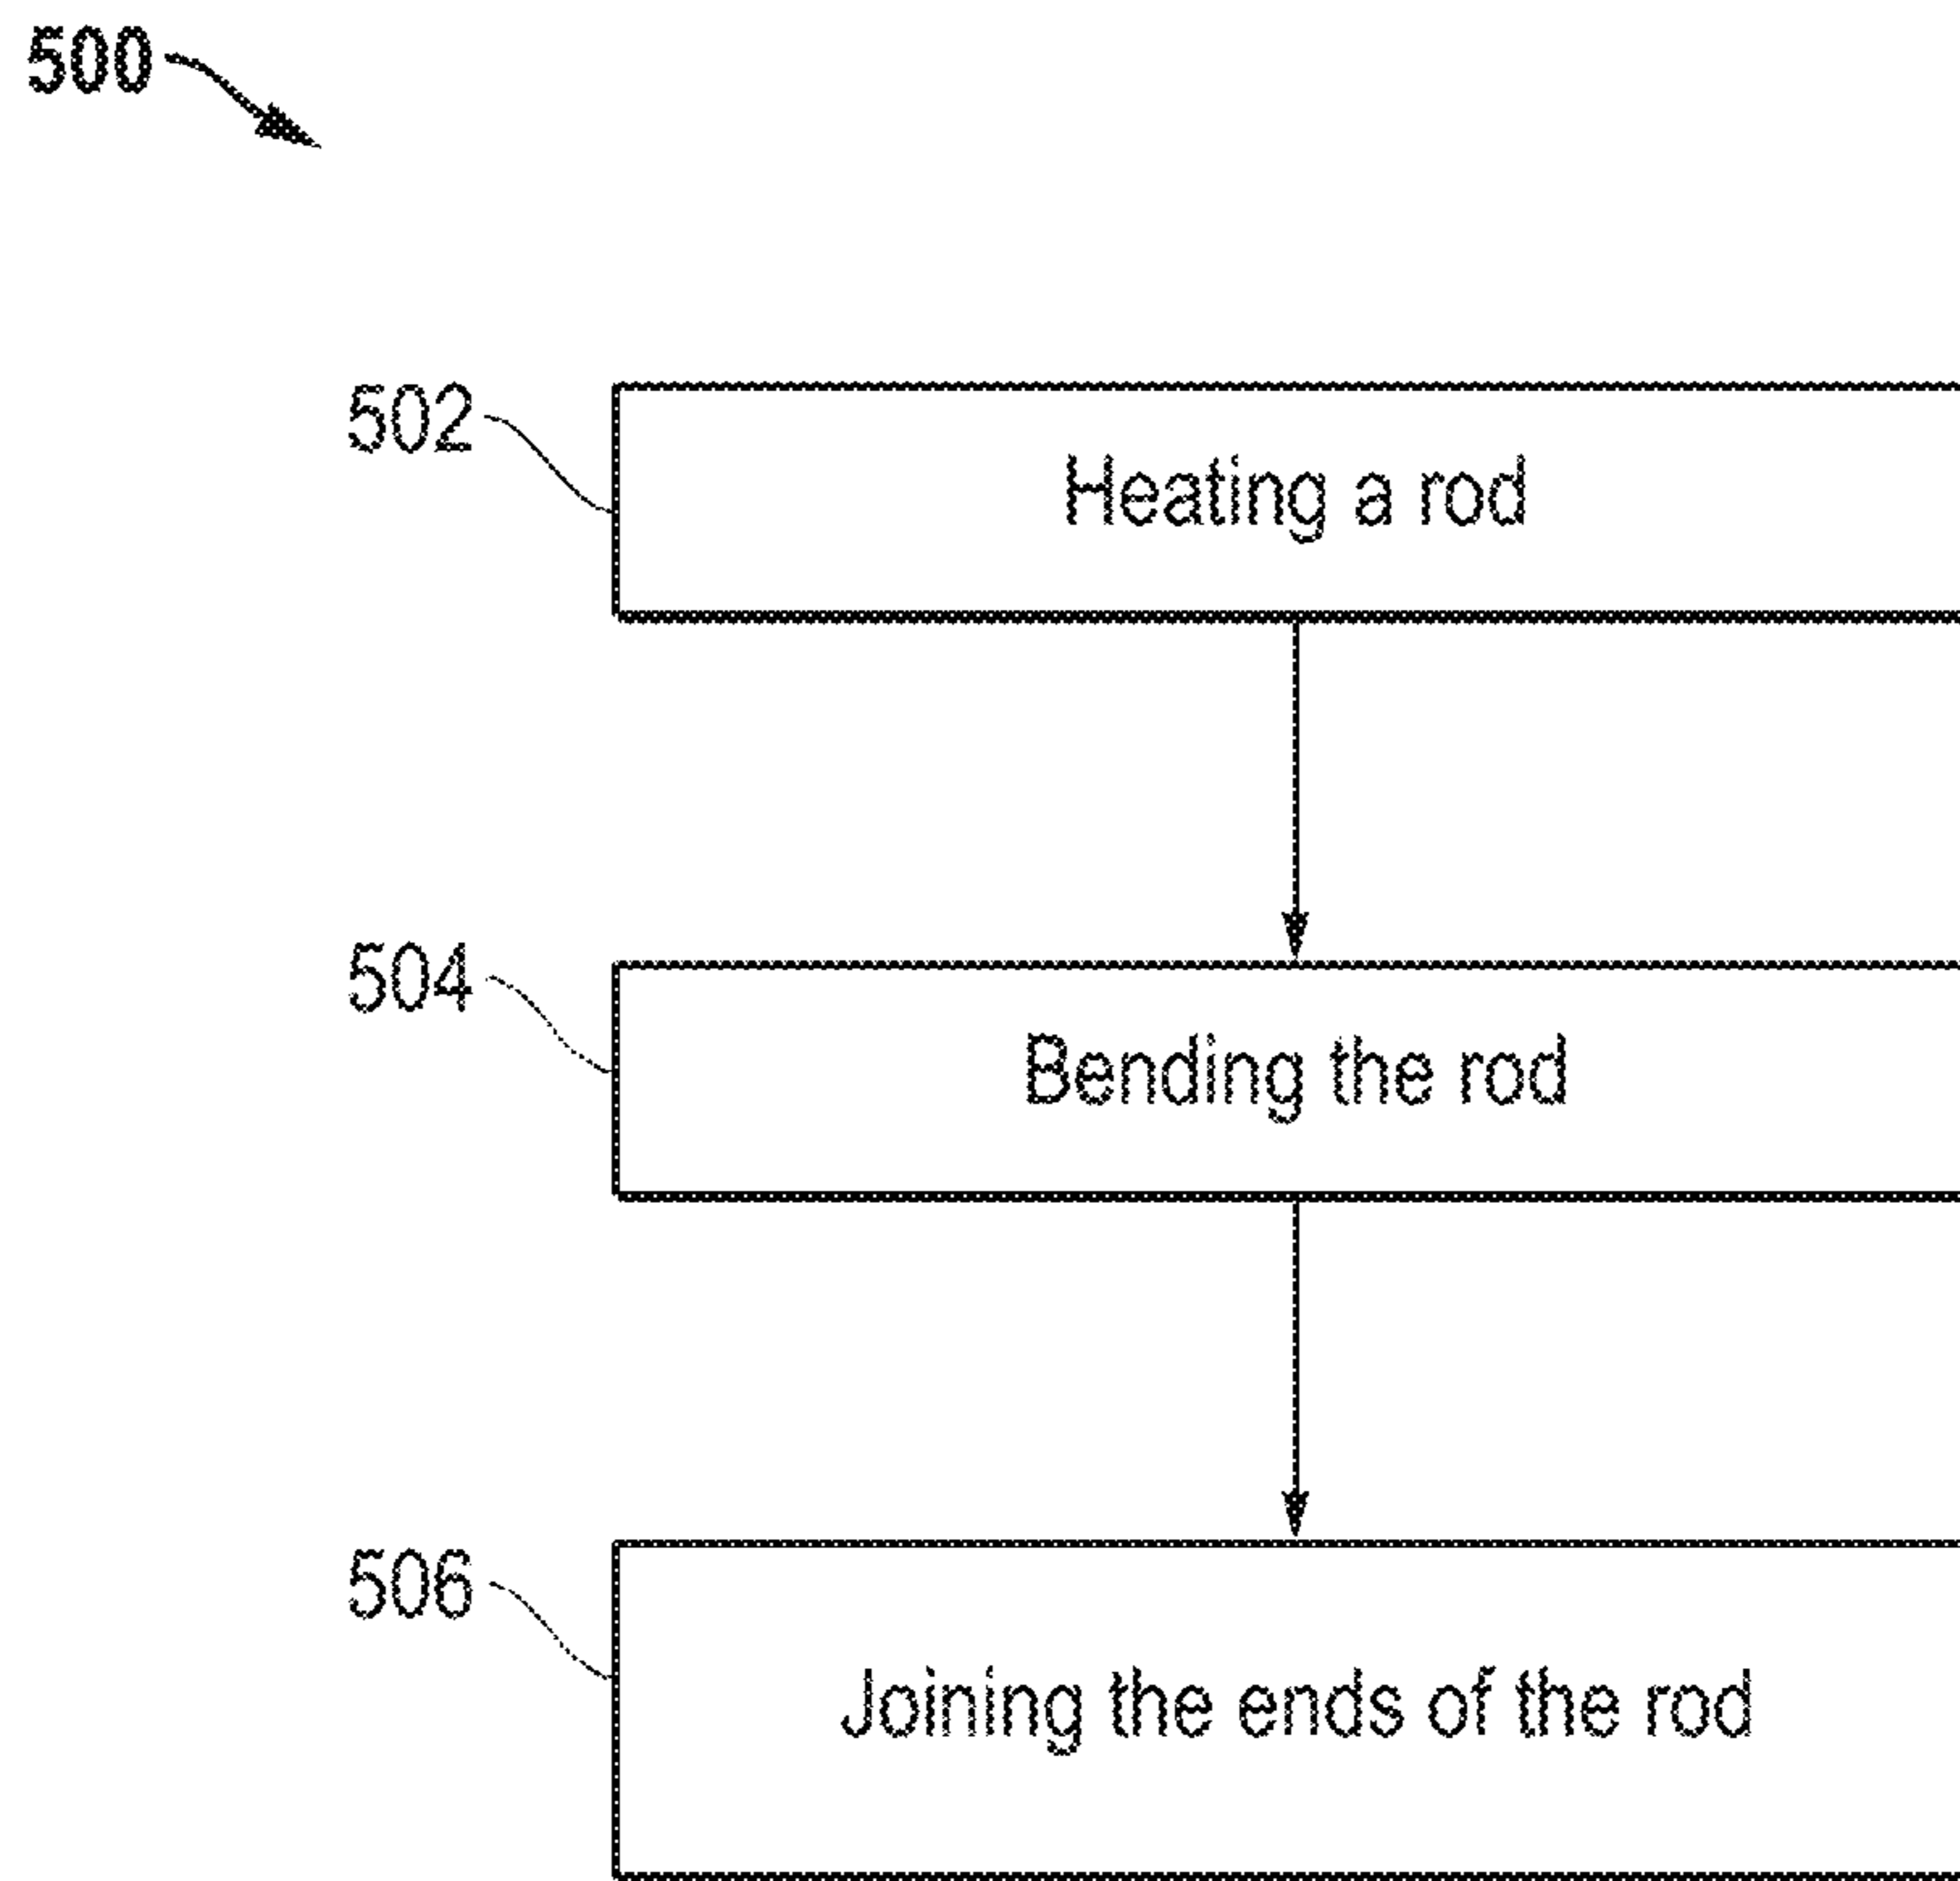 500
502
Heating a rod
504
Bending the rod
506
Joining the ends of the rod